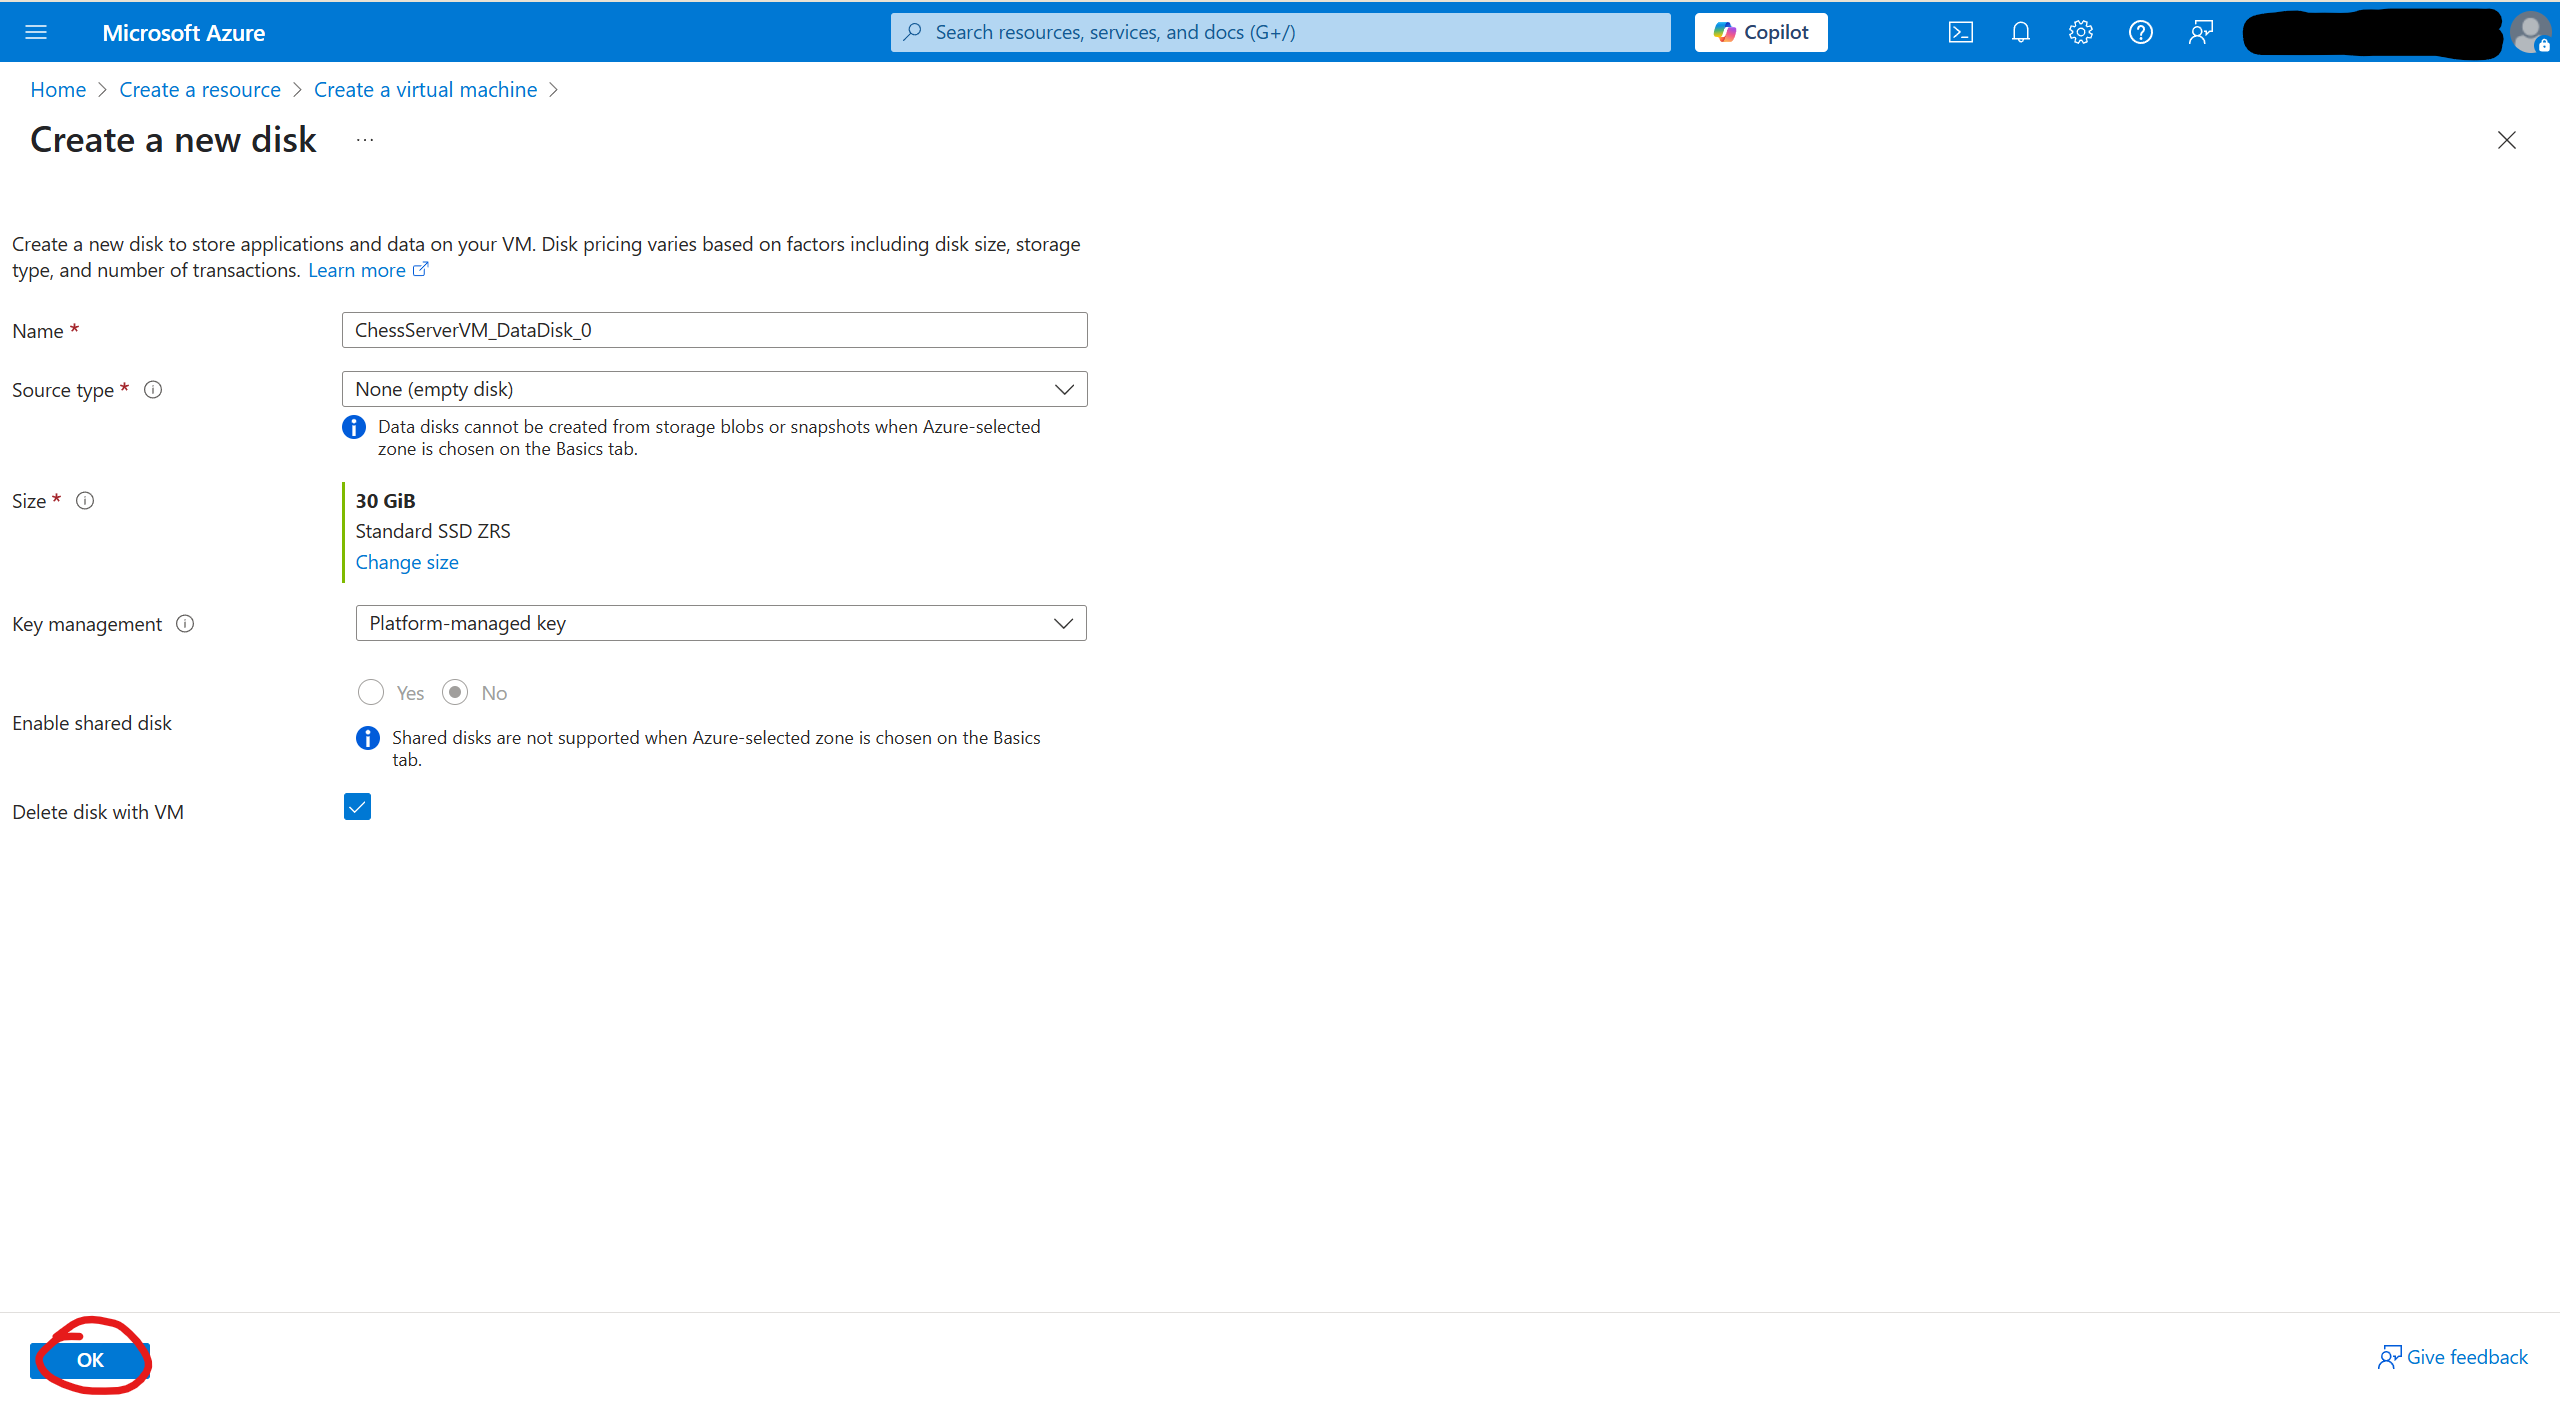 Microsoft Azure
Search resources, services, and docs (G+/)
Copilot
Home > Create a resource > Create a virtual machine >
Create a new disk ...
Create a new disk to store applications and data on your VM. Disk pricing varies based on factors including disk size, storage
type, and number of transactions. Learn more
Name *
ChessServerVM_DataDisk_0
Source type *
None (empty disk)
Data disks cannot be created from storage blobs or snapshots when Azure-selected
zone is chosen on the Basics tab.
Size *
30 GiB
Standard SSD ZRS
Change size
Key management
Platform-managed key
Yes No
Enable shared disk
Shared disks are not supported when Azure-selected zone is chosen on the Basics
tab.
Delete disk with VM
OK
Give feedback